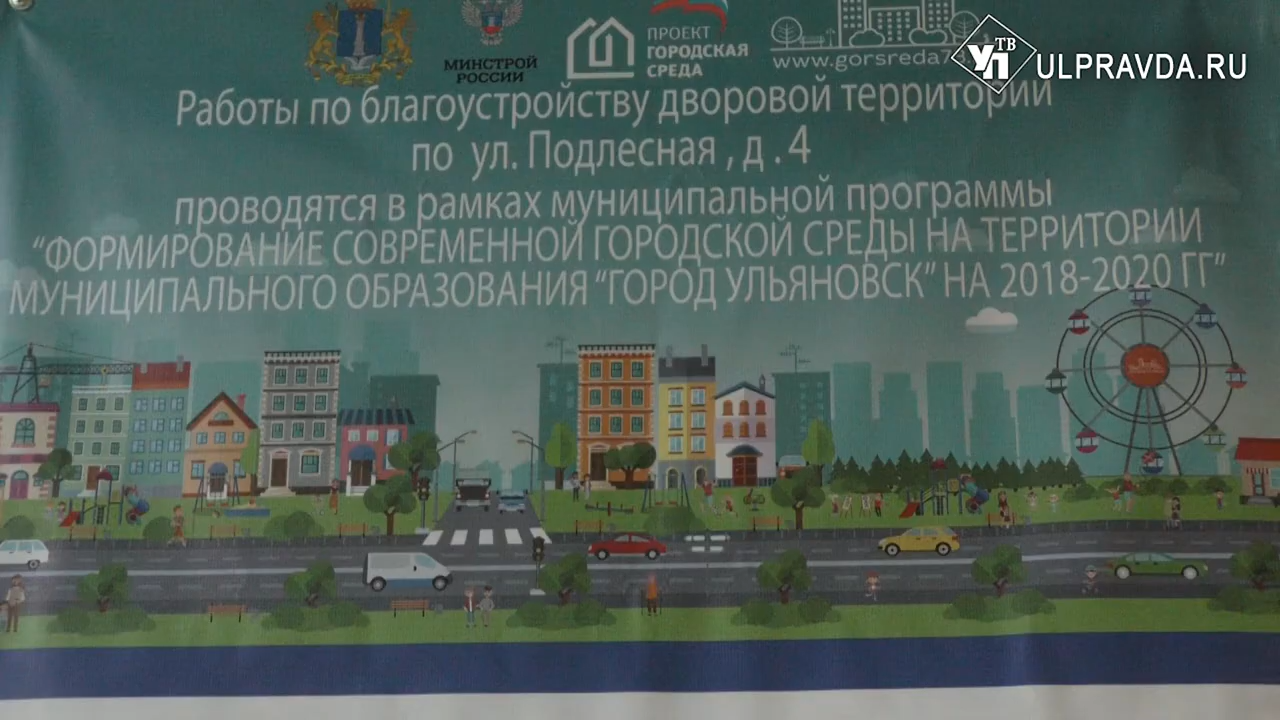 МИНСТРОЙ
РОССИИ
ПРОЕКТ
ГОРОДСКАЯ
СРЕДА
ТВ
УП
ULPRAVDA.RU
Работы по благоустройству дворовой территории
по ул. Подлесная , д . 4
проводятся в рамках муниципальной программы
“ФОРМИРОВАНИЕ СОВРЕМЕННОЙ ГОРОДСКОЙ СРЕДЫ НА ТЕРРИТОРИИ
МУНИЦИПАЛЬНОГО ОБРАЗОВАНИЯ “ГОРОД УЛЬЯНОВСК” НА 2018-2020 ГГ”